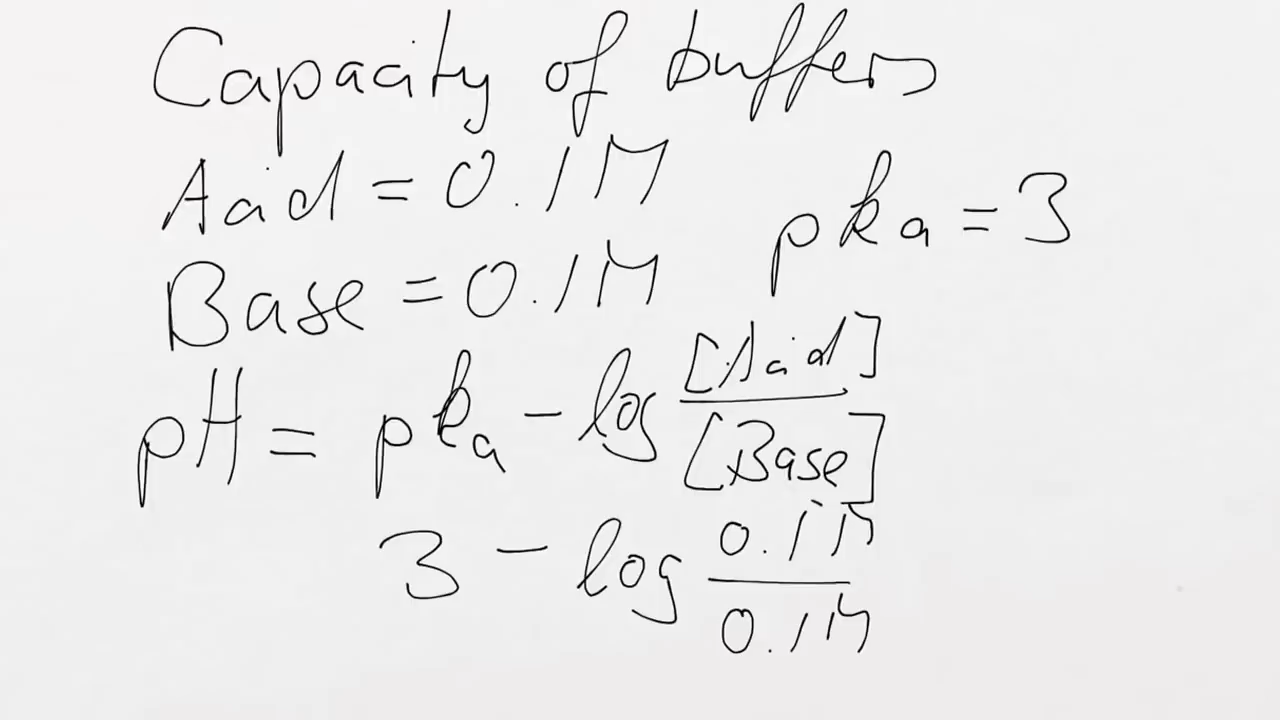 Capacity of buffers
Acid = 0.1M
pka = 3
Base = 0.1M
pH = pka - log [Acid] / [Base]
3 - log 0.1M / 0.1M